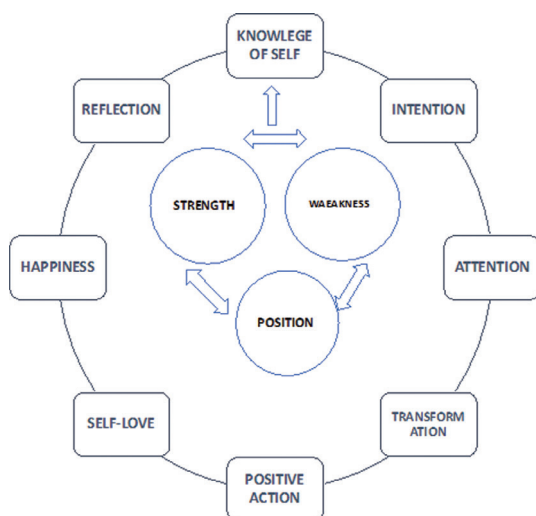 KNOWLEGE
OF SELF
REFLECTION
INTENTION
STRENGTH
WAEAKNESS
HAPPINESS
ATTENTION
POSITION
SELF-LOVE
TRANSFORM
ATION
POSITIVE
ACTION